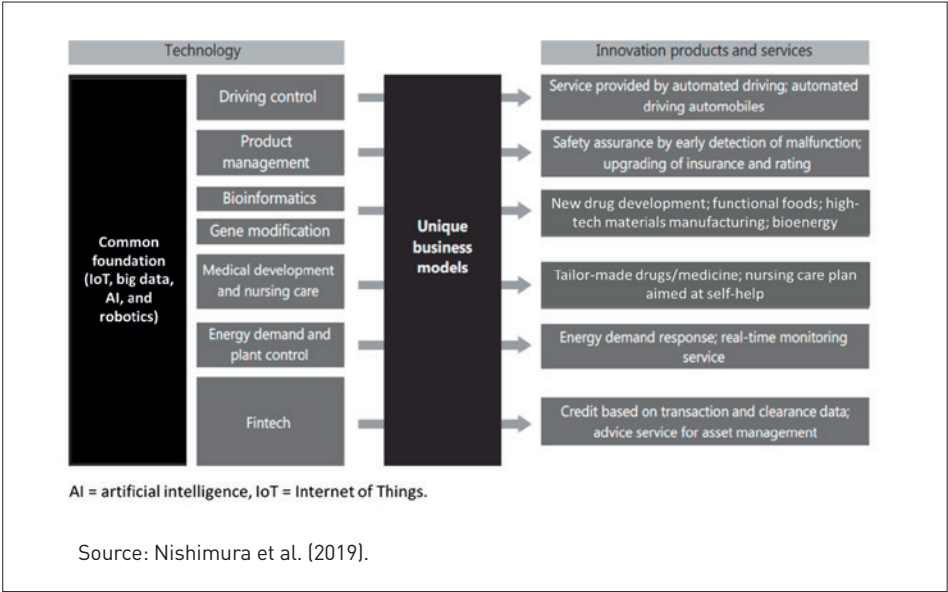 Technology
Innovation products and services
Common
foundation
(IoT, big data,
AI, and
robotics)
Driving control
Product
management
Bioinformatics
Gene modification
Medical development
and nursing care
Energy demand and
plant control
Fintech
Unique
business
models
Service provided by automated driving; automated
driving automobiles
Safety assurance by early detection of malfunction;
upgrading of insurance and rating
New drug development; functional foods; high-
tech materials manufacturing; bioenergy
Tailor-made drugs/medicine; nursing care plan
aimed at self-help
Energy demand response; real-time monitoring
service
Credit based on transaction and clearance data;
advice service for asset management
AI = artificial intelligence, IoT = Internet of Things.
Source: Nishimura et al. (2019).